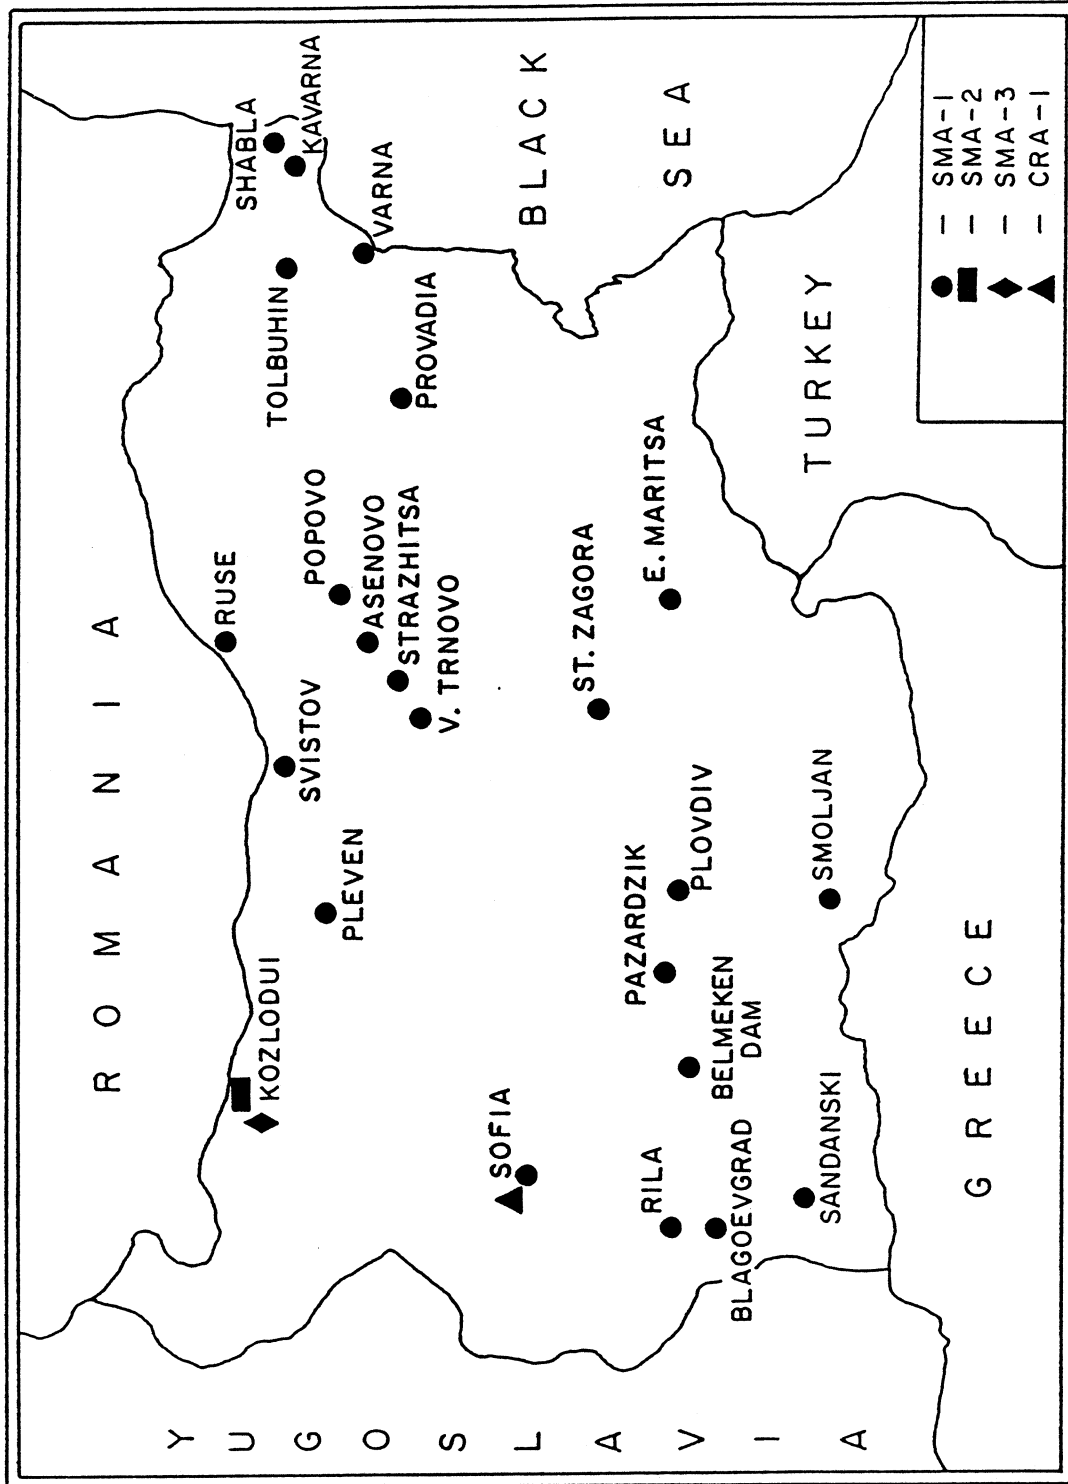 ROMANIA
YUGOSLAVIA
BLACK
SEA
TURKEY
GREECE
KOZLODUI
PLEVEN
SVISTOV
RUSE
POPOVO
ASENOVO
STRAZHITSA
V. TRNOVO
TOLBUHIN
SHABLA
KAVARNA
VARNA
PROVADIA
SOFIA
RILA
BLAGOEVGRAD
SANDANSKI
BELMEKEN
DAM
PAZARDZIK
PLOVDIV
SMOLJAN
ST. ZAGORA
E. MARITSA
– SMA-1
– SMA-2
– SMA-3
– CRA-1